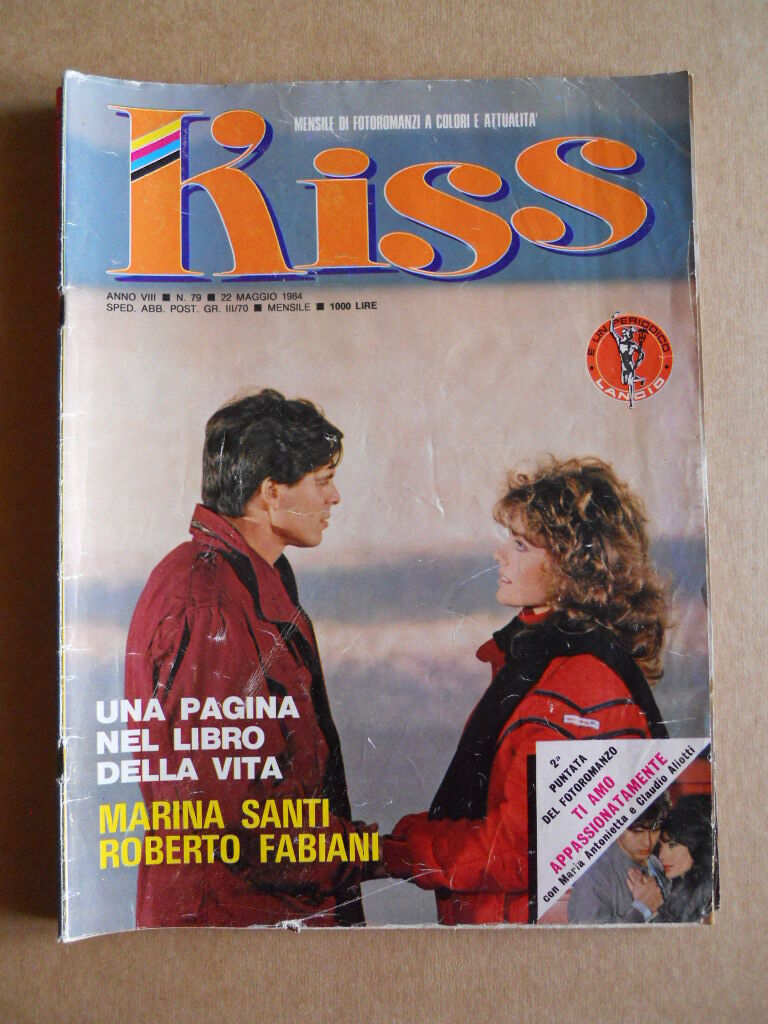 MENSILE DI FOTOROMANZI A COLORI E ATTUALITA'
Kiss
ANNO VIII ■ N. 79 ■ 22 MAGGIO 1984
SPED. ABB. POST. GR. III/70 ■ MENSILE ■ 1000 LIRE
E UN PERIODICO
LANCIO
UNA PAGINA
NEL LIBRO
DELLA VITA
MARINA SANTI
ROBERTO FABIANI
2ª
PUNTATA
DEL FOTOROMANZO
TI AMO
APPASSIONATAMENTE
con Maria Antonietta e Claudio Aliotti